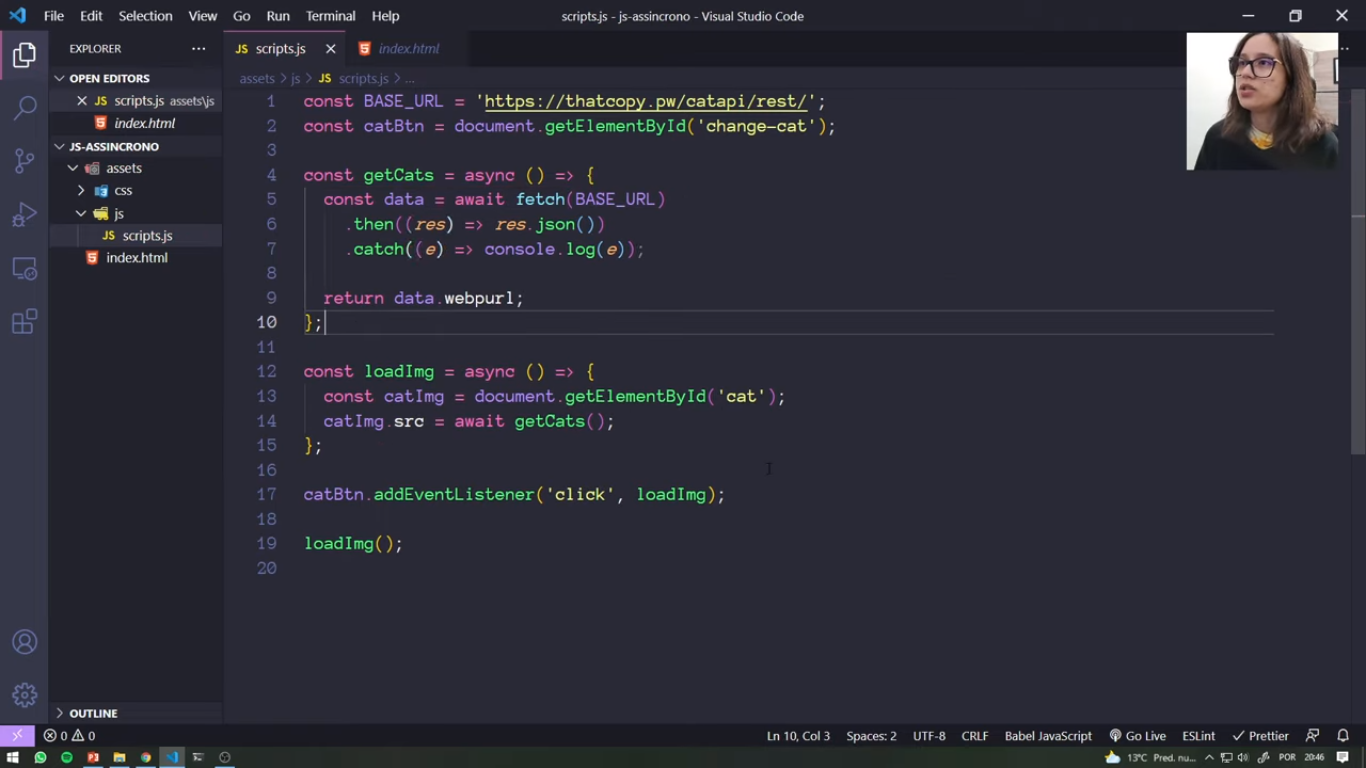 File Edit Selection View Go Run Terminal Help
scripts.js - js-assincrono - Visual Studio Code
EXPLORER
OPEN EDITORS
JS scripts.js assets\js
index.html
JS-ASSINCRONO
assets
css
js
JS scripts.js
index.html
OUTLINE
JS scripts.js
index.html
assets > js > JS scripts.js > ...
1 const BASE_URL = 'https://thatcopy.pw/catapi/rest/';
2 const catBtn = document.getElementById('change-cat');
3
4 const getCats = async () => {
5 const data = await fetch(BASE_URL)
6 .then((res) => res.json())
7 .catch((e) => console.log(e));
8
9 return data.webpurl;
10 };
11
12 const loadImg = async () => {
13 const catImg = document.getElementById('cat');
14 catImg.src = await getCats();
15 };
16
17 catBtn.addEventListener('click', loadImg);
18
19 loadImg();
20
0 0
Ln 10, Col 3 Spaces: 2 UTF-8 CRLF Babel JavaScript Go Live ESLint Prettier
13°C Pred. nu... POR 20:46